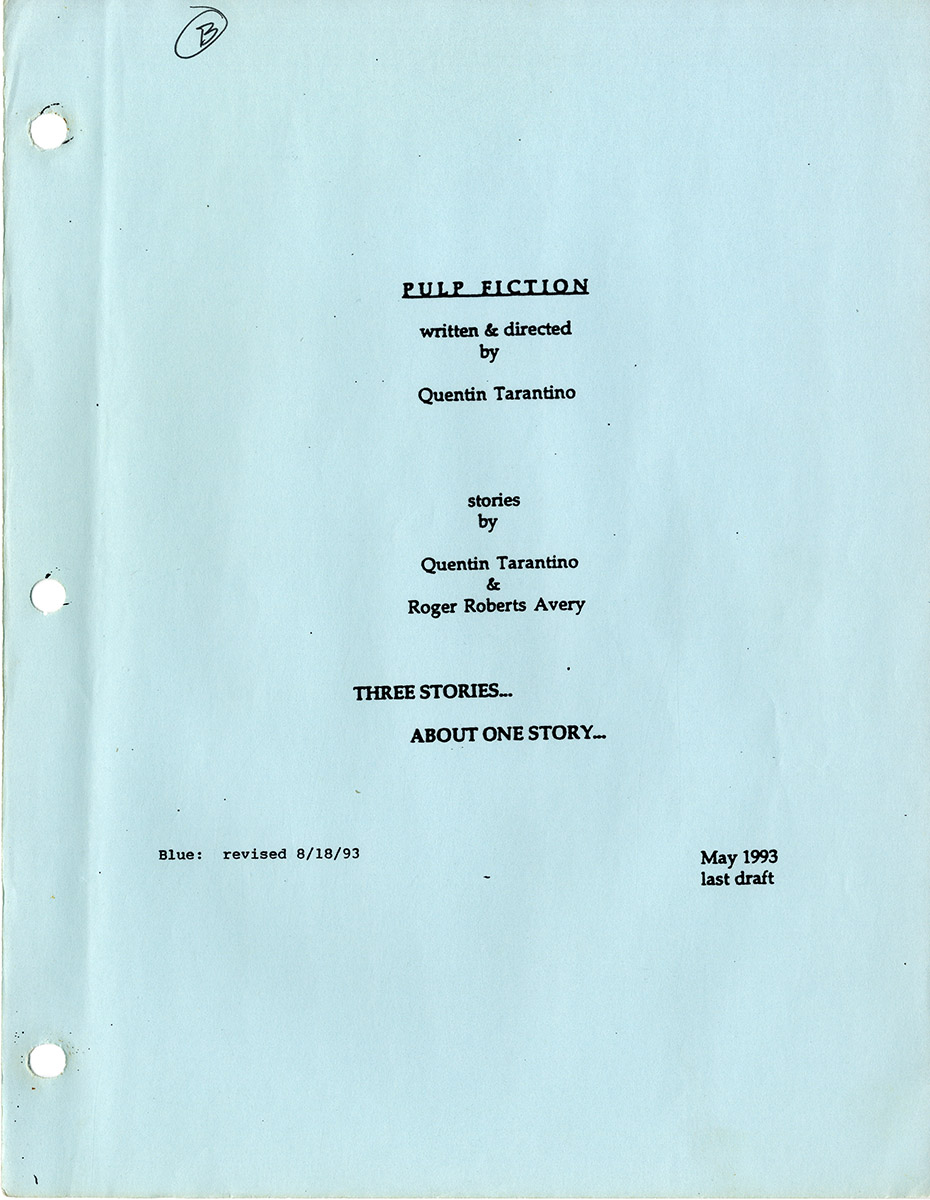 B
PULP FICTION
written & directed
by
Quentin Tarantino
stories
by
Quentin Tarantino
&
Roger Roberts Avery
THREE STORIES...
ABOUT ONE STORY...
Blue: revised 8/18/93
May 1993
last draft